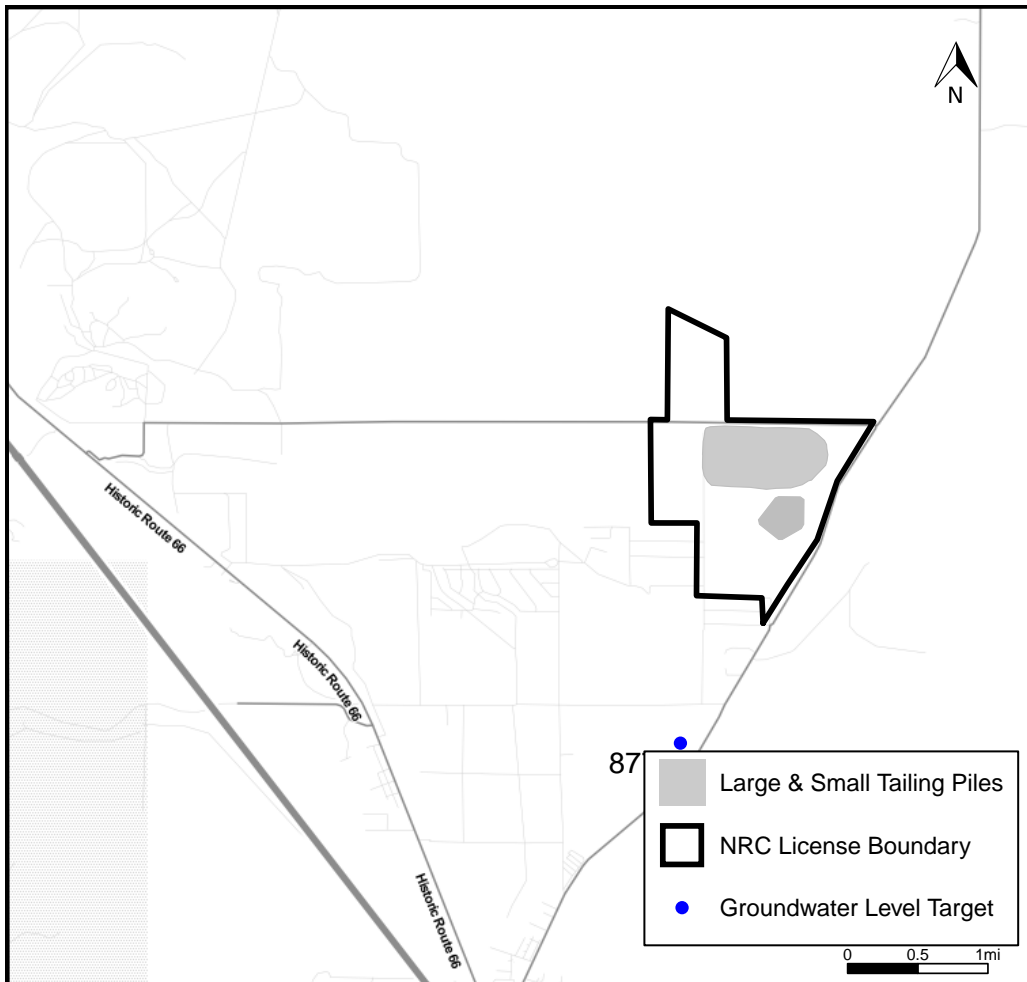 N
Historic Route 66
Historic Route 66
87
Large & Small Tailing Piles
NRC License Boundary
Historic Route 66
Groundwater Level Target
0 0.5 1mi